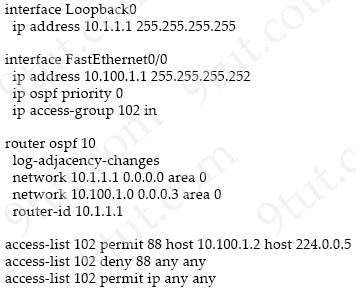 interface Loopback0
ip address 10.1.1.1 255.255.255.255
interface FastEthernet0/0
ip address 10.100.1.1 255.255.255.252
ip ospf priority 0
ip access-group 102 in
router ospf 10
log-adjacency-changes
network 10.1.1.1 0.0.0.0 area 0
network 10.100.1.0 0.0.0.3 area 0
router-id 10.1.1.1
access-list 102 permit 88 host 10.100.1.2 host 224.0.0.5
access-list 102 deny 88 any any
access-list 102 permit ip any any